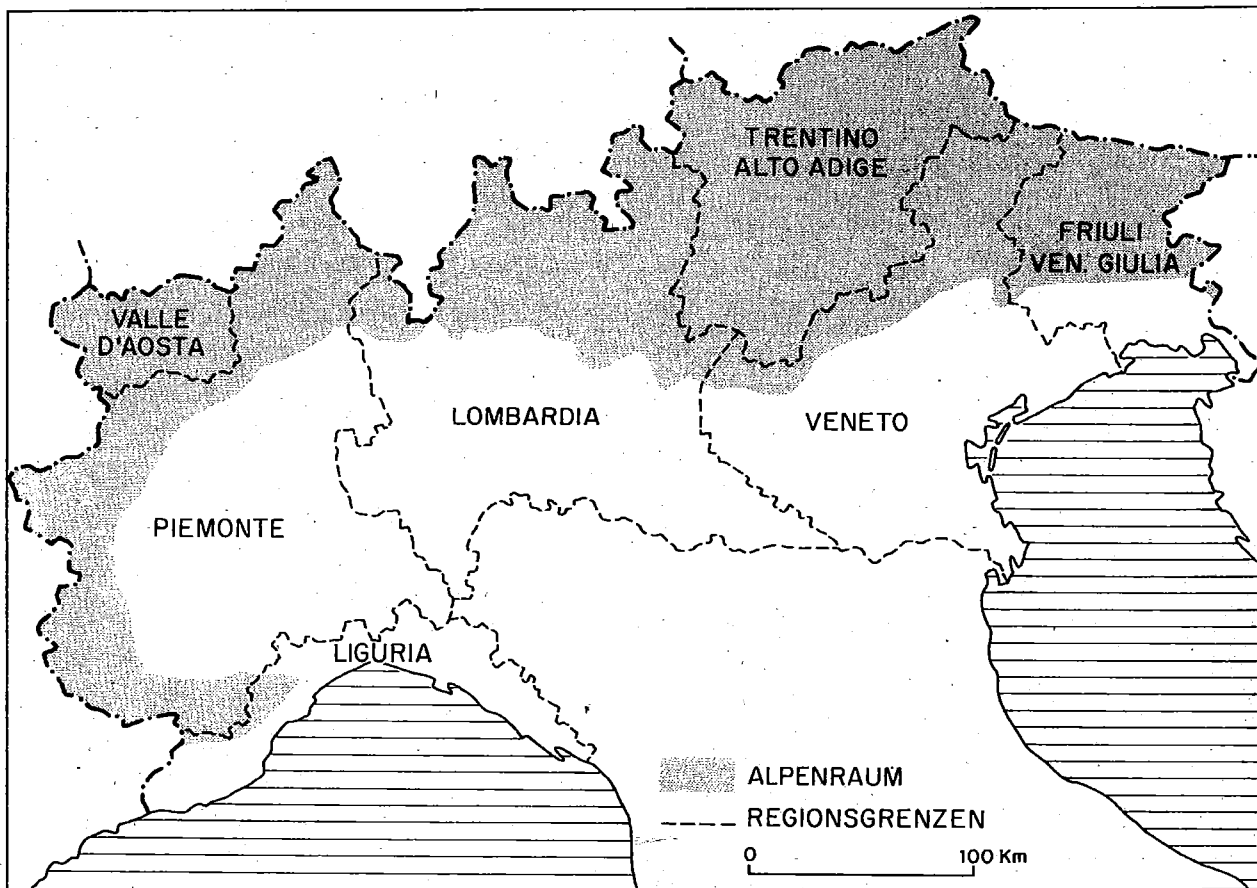 TRENTINO
ALTO ADIGE
FRIULI
VEN. GIULIA
VALLE
D'AOSTA
LOMBARDIA
VENETO
PIEMONTE
LIGURIA
ALPENRAUM
REGIONSGRENZEN
0 100 Km